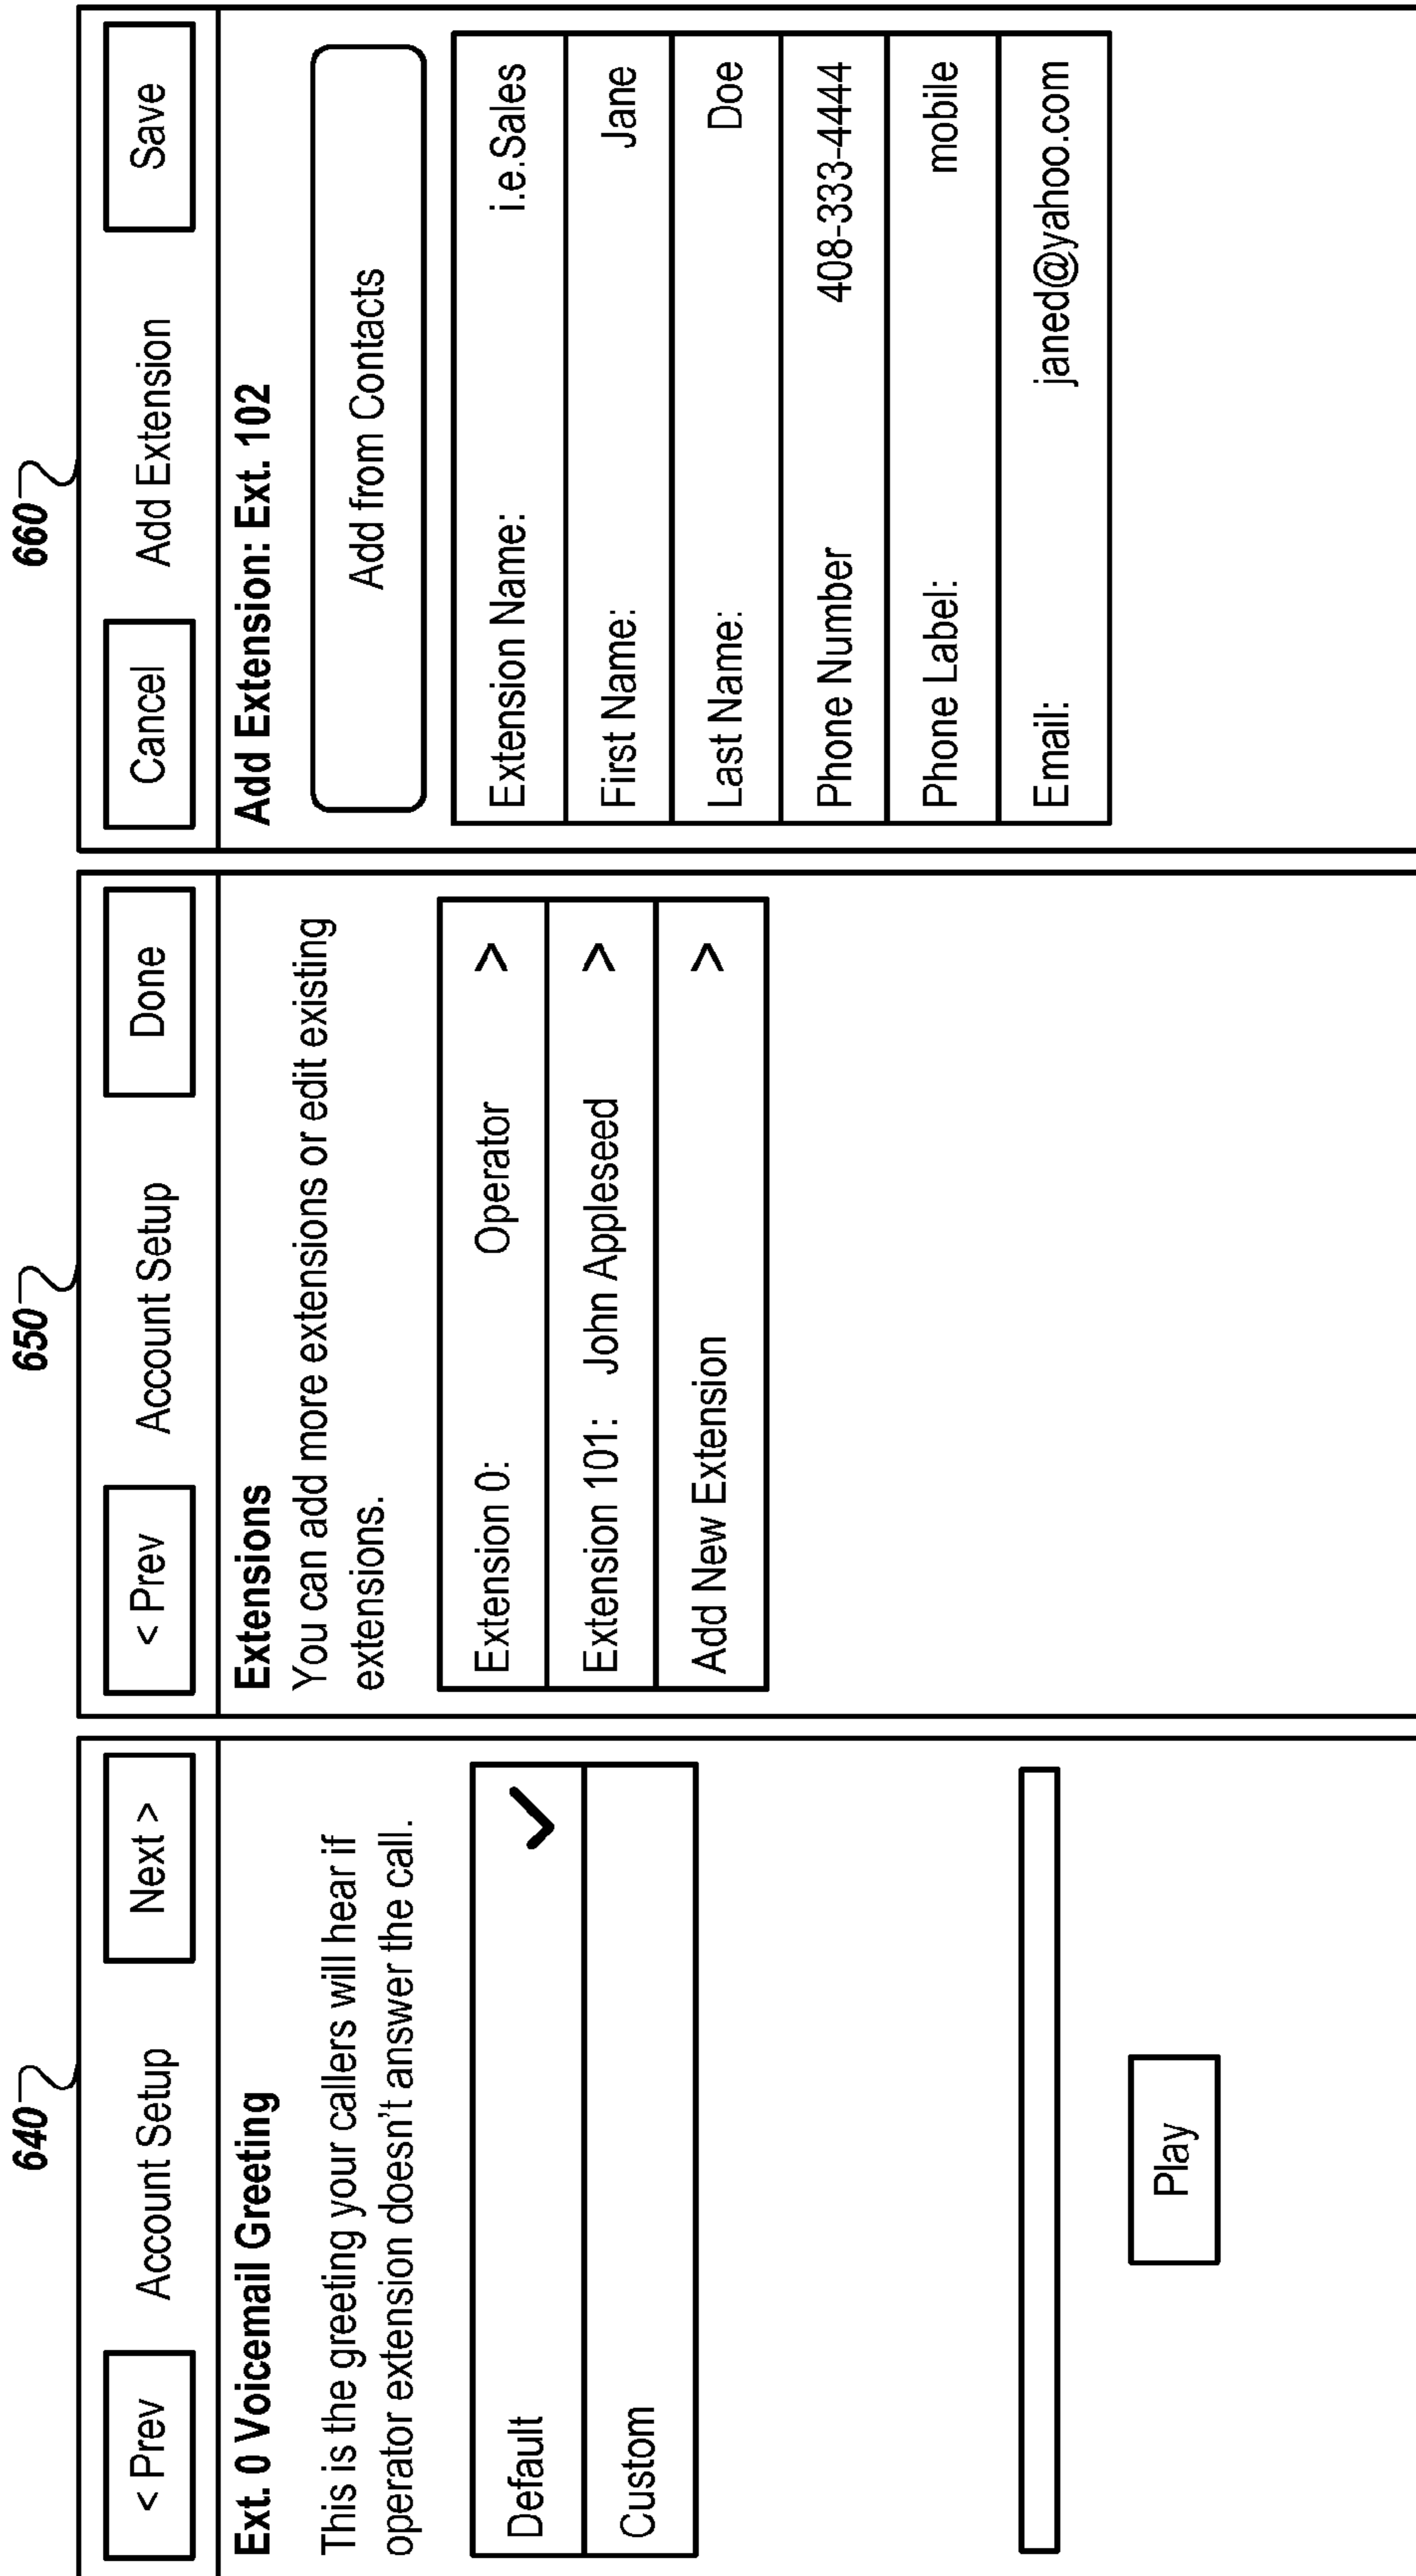 640
< Prev
Account Setup
Next >
Ext. 0 Voicemail Greeting
This is the greeting your callers will hear if
operator extension doesn't answer the call.
Default
Custom
Play
650
< Prev
Account Setup
Done
Extensions
You can add more extensions or edit existing
extensions.
Extension 0: Operator >
Extension 101: John Appleseed >
Add New Extension >
660
Cancel
Add Extension
Save
Add Extension: Ext. 102
Add from Contacts
Extension Name: i.e.Sales
First Name: Jane
Last Name: Doe
Phone Number 408-333-4444
Phone Label: mobile
Email: janed@yahoo.com